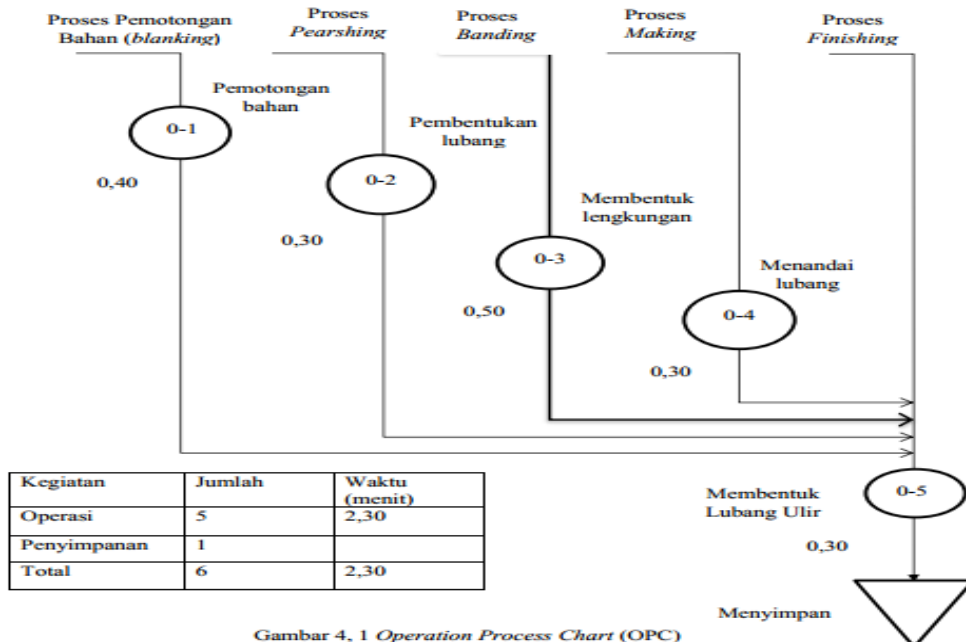 Proses Pemotongan
Bahan (blanking)
Proses
Pearshing
Proses
Banding
Proses
Making
Proses
Finishing
Pemotongan
bahan
0-1
0,40
Pembentukan
lubang
0-2
0,30
Membentuk
lengkungan
0-3
0,50
Menandai
lubang
0-4
0,30
Kegiatan Jumlah Waktu
(menit)
Operasi 5 2,30
Penyimpanan 1
Total 6 2,30
Membentuk
Lubang Ulir
0-5
0,30
Menyimpan
Gambar 4, 1 Operation Process Chart (OPC)